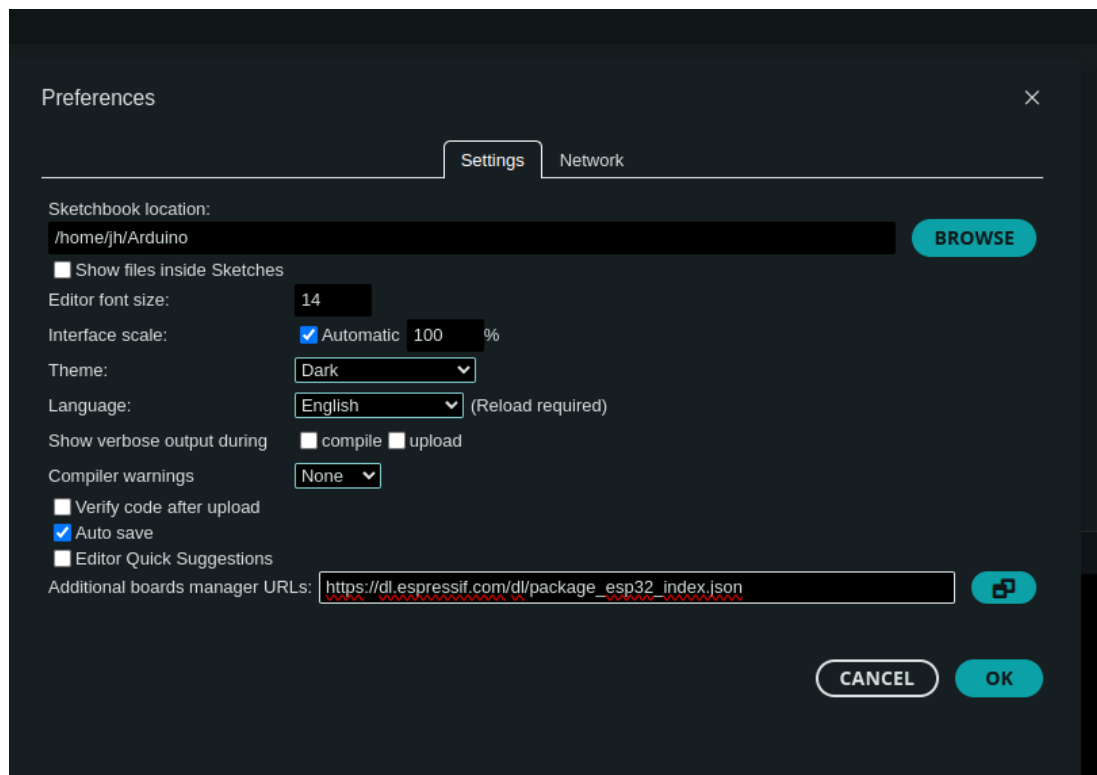 Preferences
Settings Network
Sketchbook location:
/home/jh/Arduino BROWSE
Show files inside Sketches
Editor font size: 14
Interface scale: Automatic 100 %
Theme: Dark
Language: English (Reload required)
Show verbose output during compile upload
Compiler warnings None
Verify code after upload
Auto save
Editor Quick Suggestions
Additional boards manager URLs: https://dl.espressif.com/dl/package_esp32_index.json
CANCEL OK